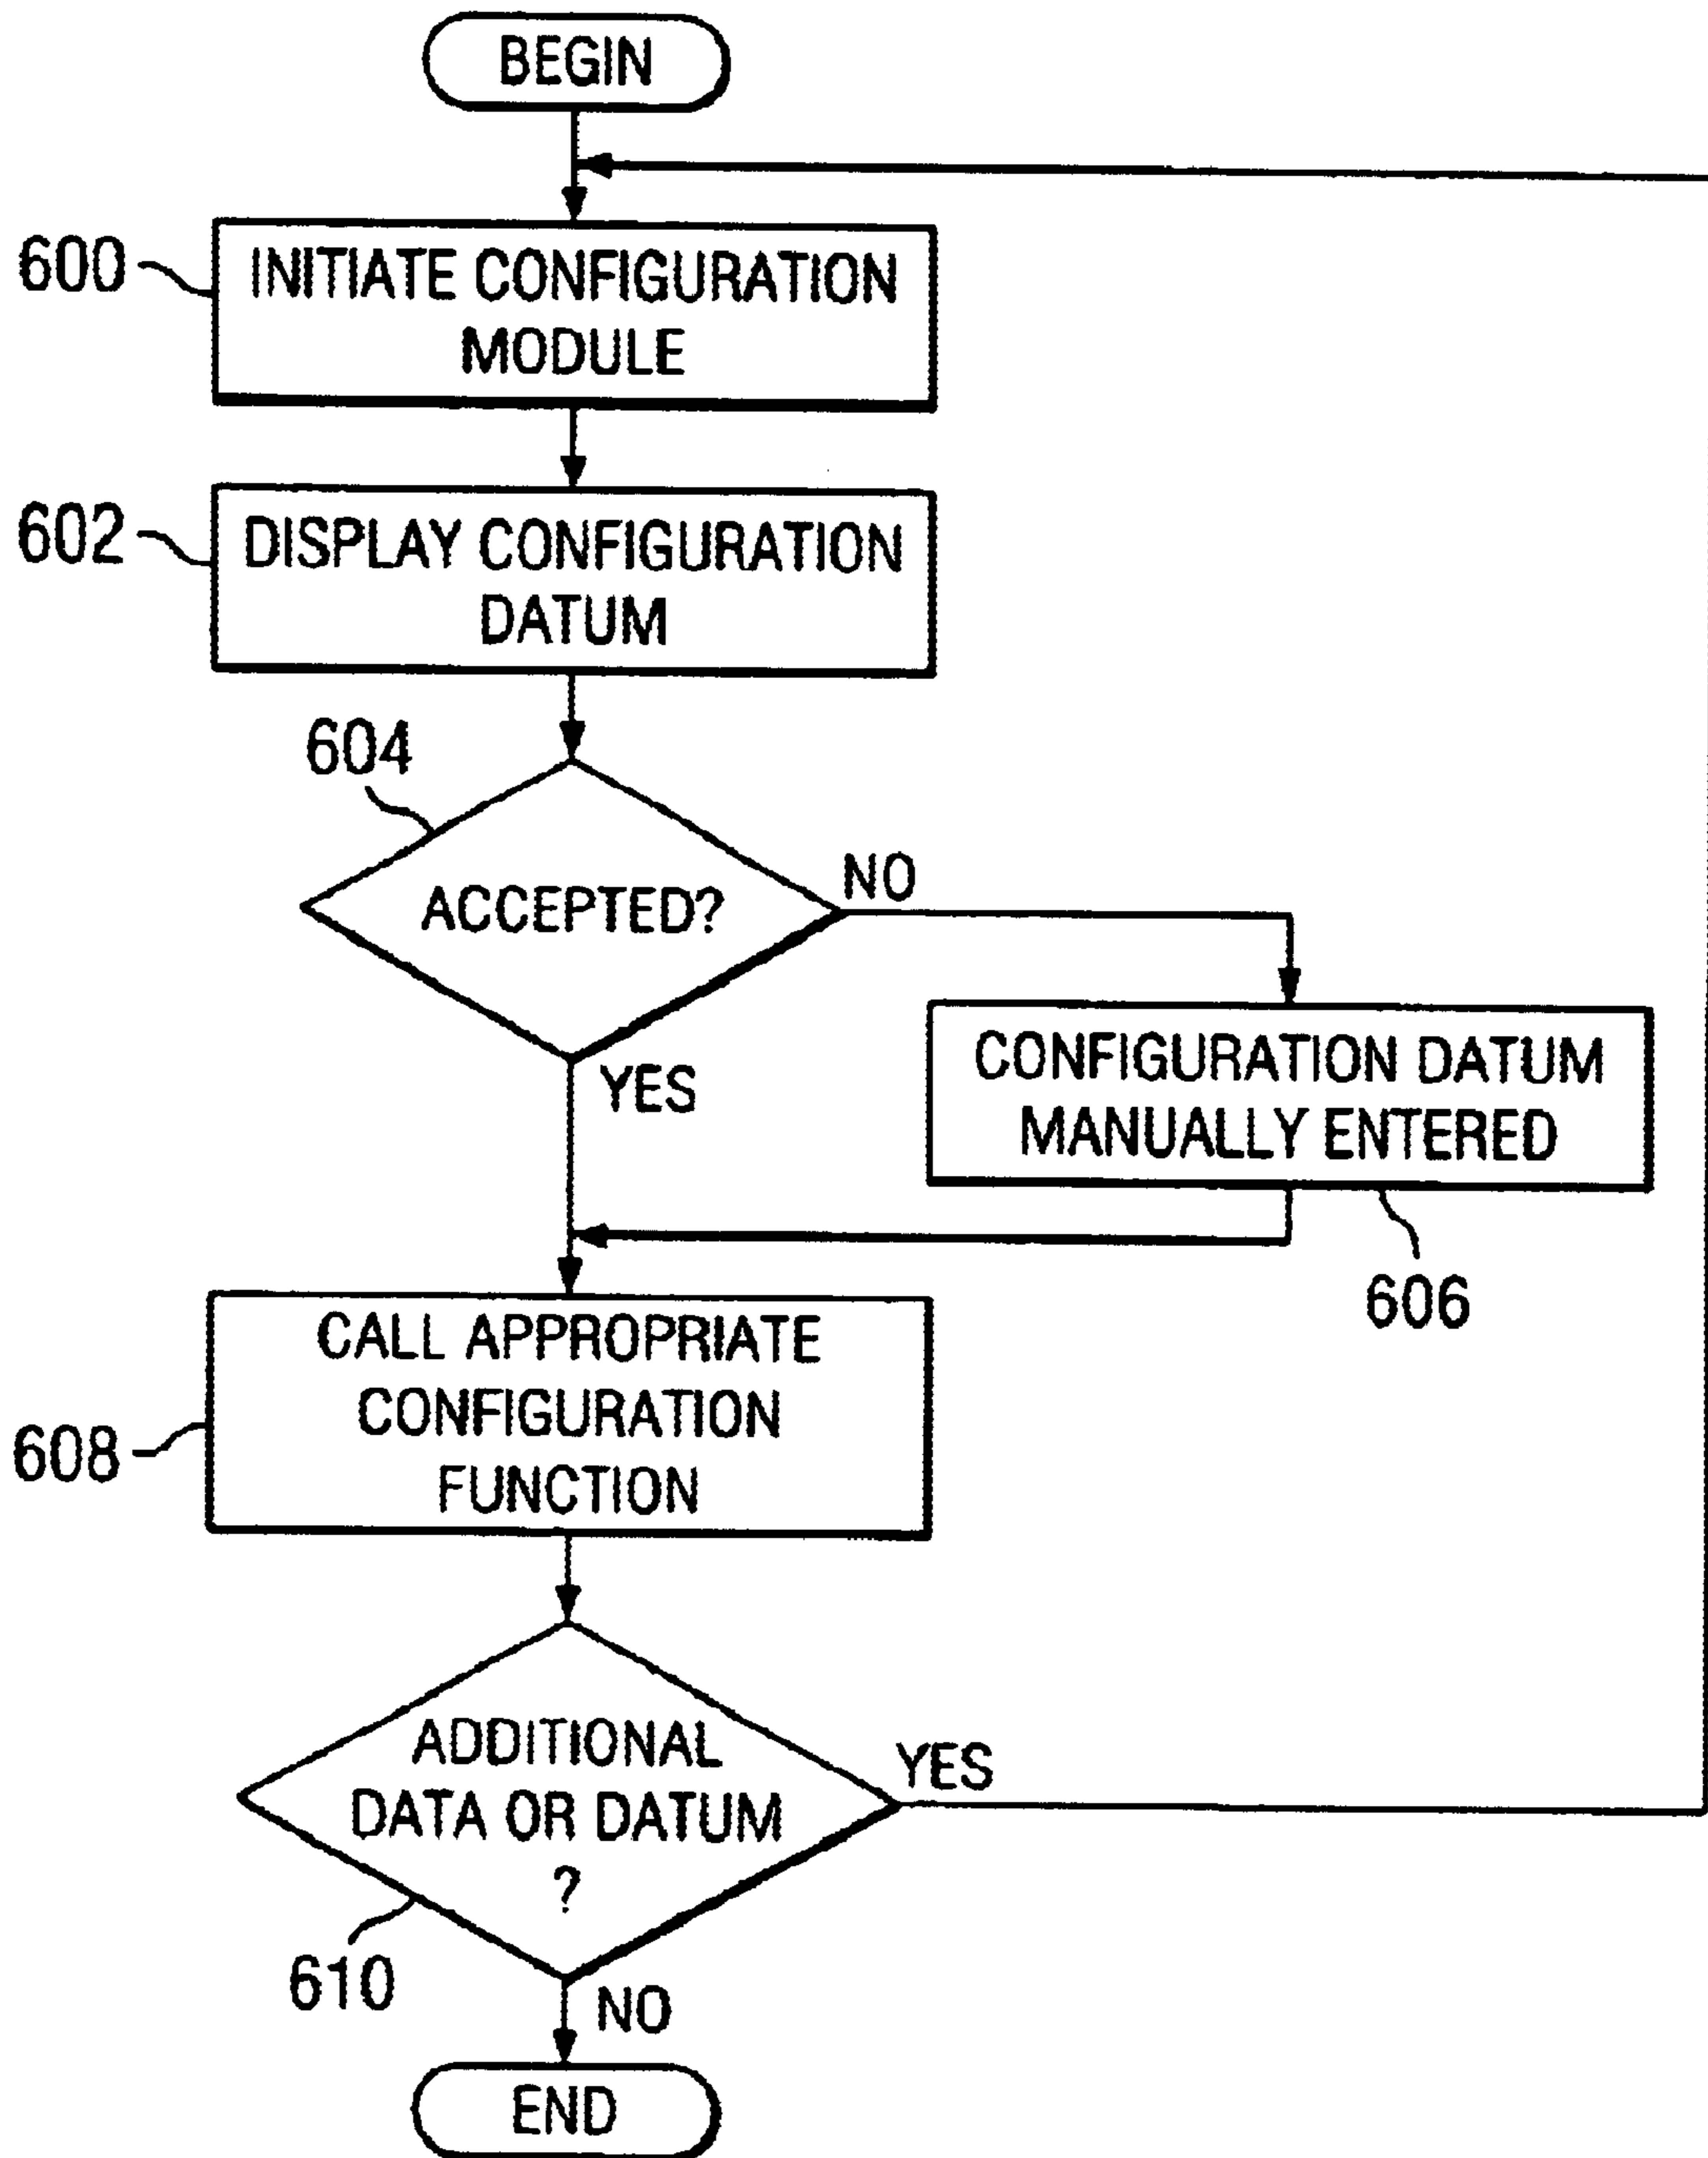 BEGIN
600
INITIATE CONFIGURATION
MODULE
602
DISPLAY CONFIGURATION
DATUM
604
ACCEPTED?
NO
YES
CONFIGURATION DATUM
MANUALLY ENTERED
606
608
CALL APPROPRIATE
CONFIGURATION
FUNCTION
ADDITIONAL
DATA OR DATUM
?
YES
610
NO
END